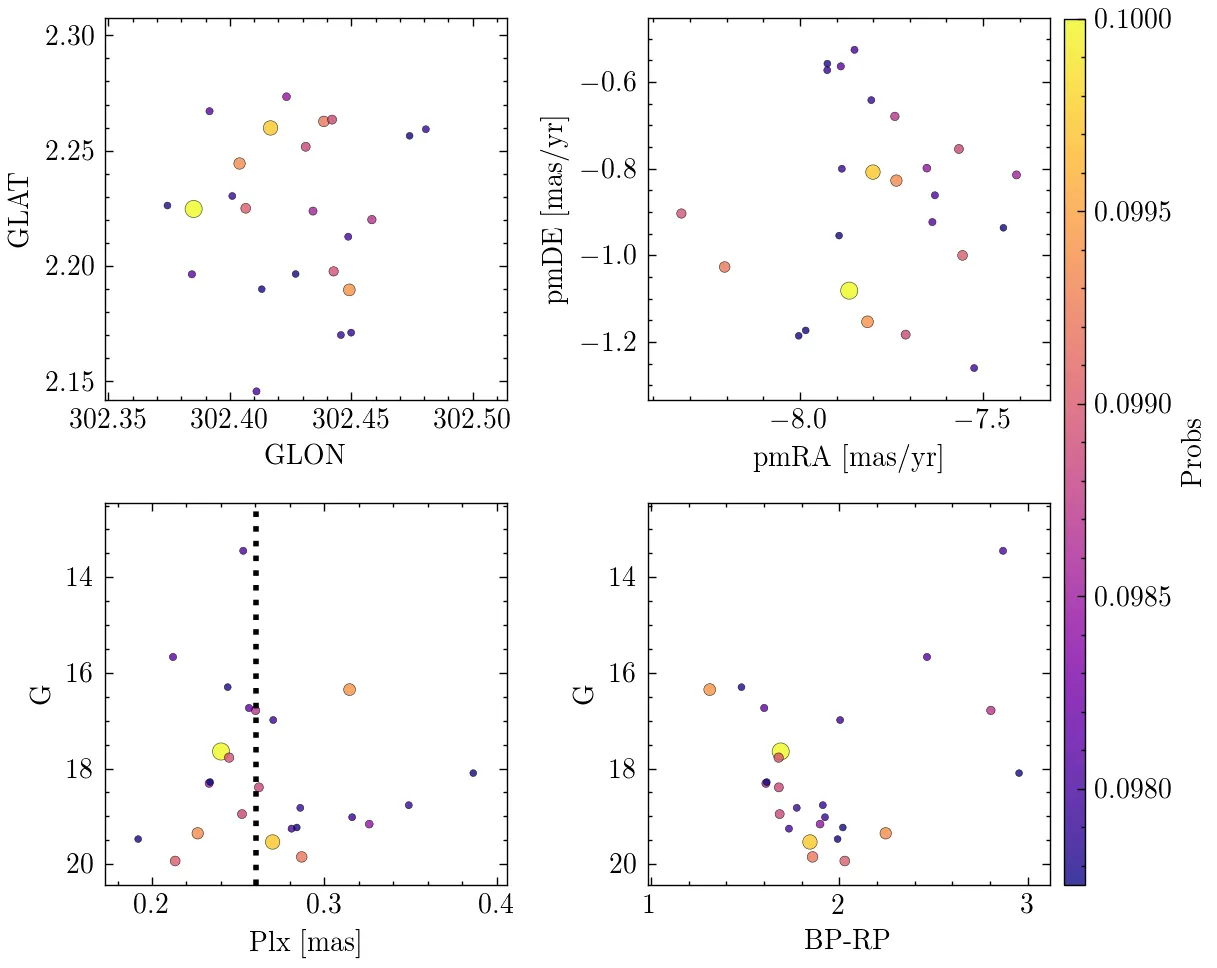 2.30
2.25
2.20
2.15
GLAT
302.35 302.40 302.45 302.50
GLON
−0.6
−0.8
−1.0
−1.2
pmDE [mas/yr]
−8.0 −7.5
pmRA [mas/yr]
0.1000
0.0995
0.0990
0.0985
0.0980
Probs
14
16
18
20
G
0.2 0.3 0.4
Plx [mas]
14
16
18
20
G
1 2 3
BP-RP